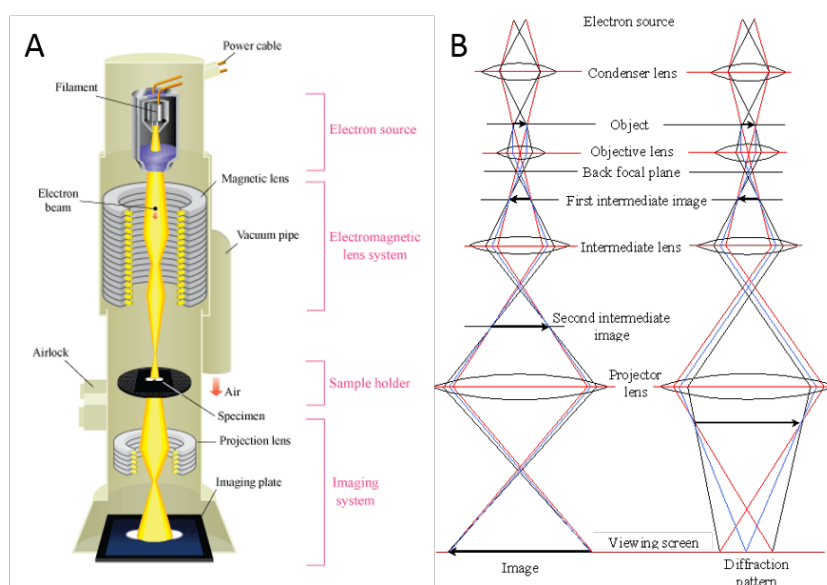 A
Power cable
Filament
Electron source
Magnetic lens
Electron
beam
Electromagnetic
lens system
Vacuum pipe
Airlock
Air
Sample holder
Specimen
Projection lens
Imaging plate
Imaging
system
B
Electron source
Condenser lens
Object
Objective lens
Back focal plane
First intermediate image
Intermediate lens
Second intermediate
image
Projector
lens
Viewing screen
Image
Diffraction
pattern